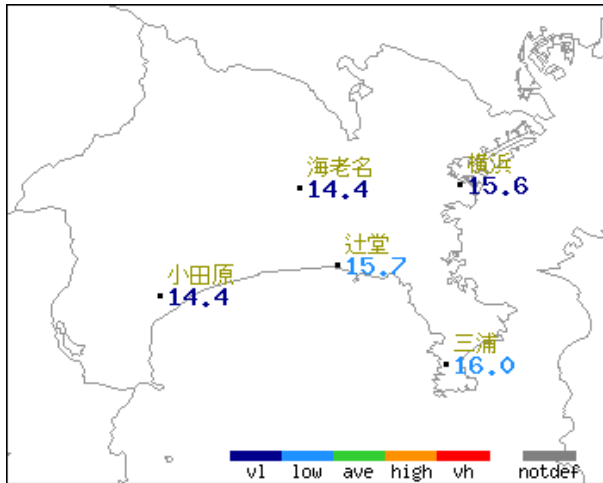 海老名
14.4
横浜
15.6
辻堂
15.7
小田原
14.4
三浦
16.0
vl low ave high vh notdef